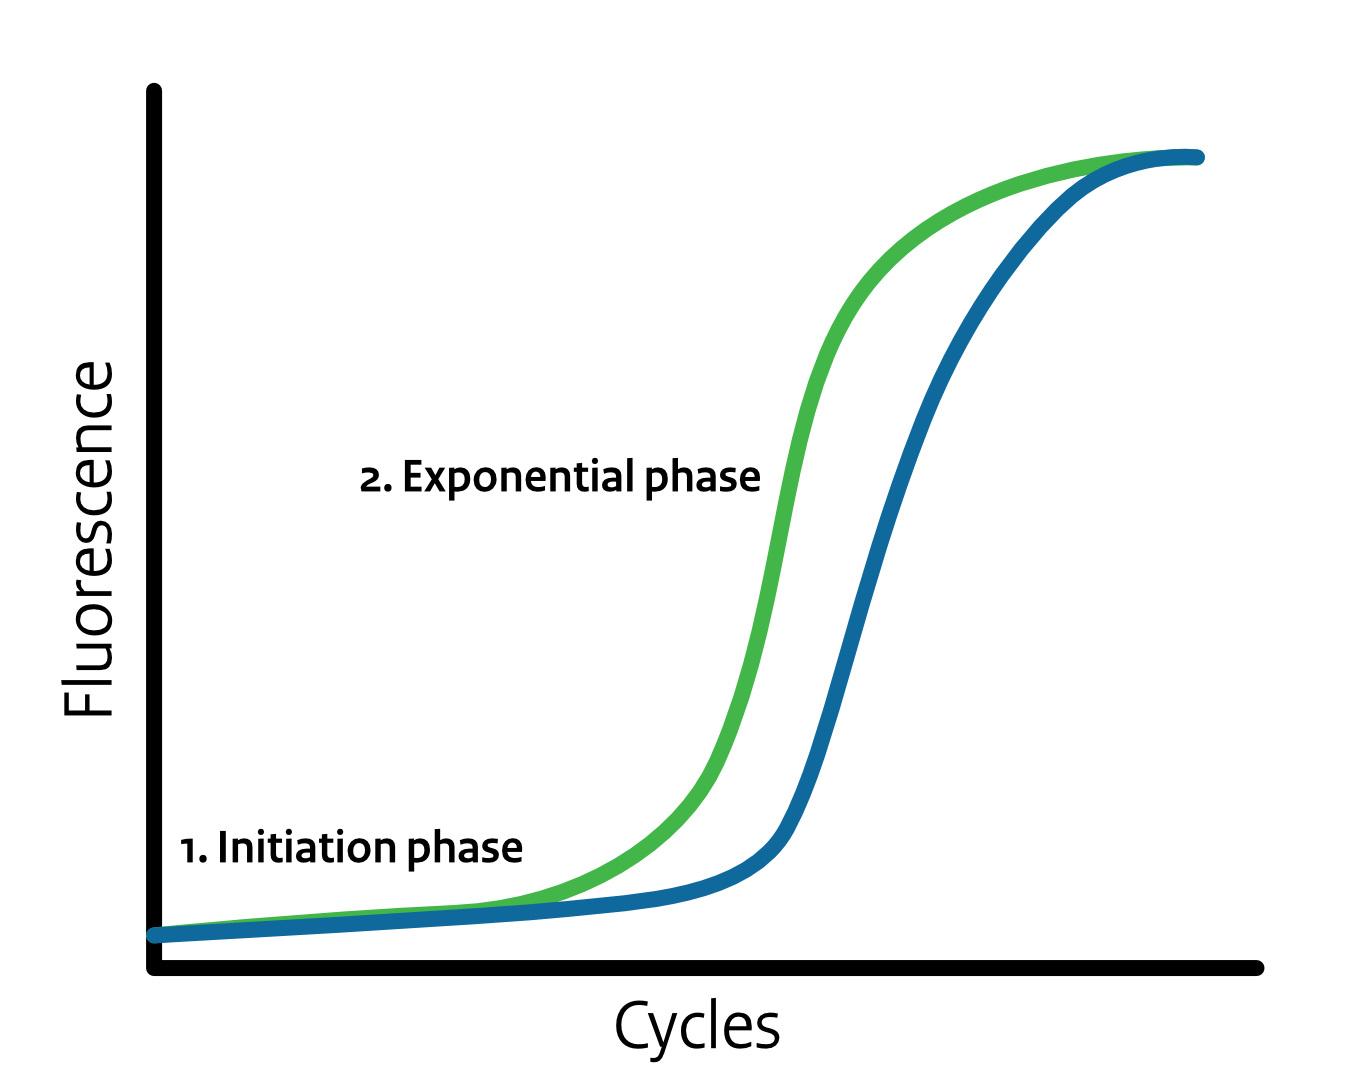 2. Exponential phase
1. Initiation phase
Fluorescence
Cycles